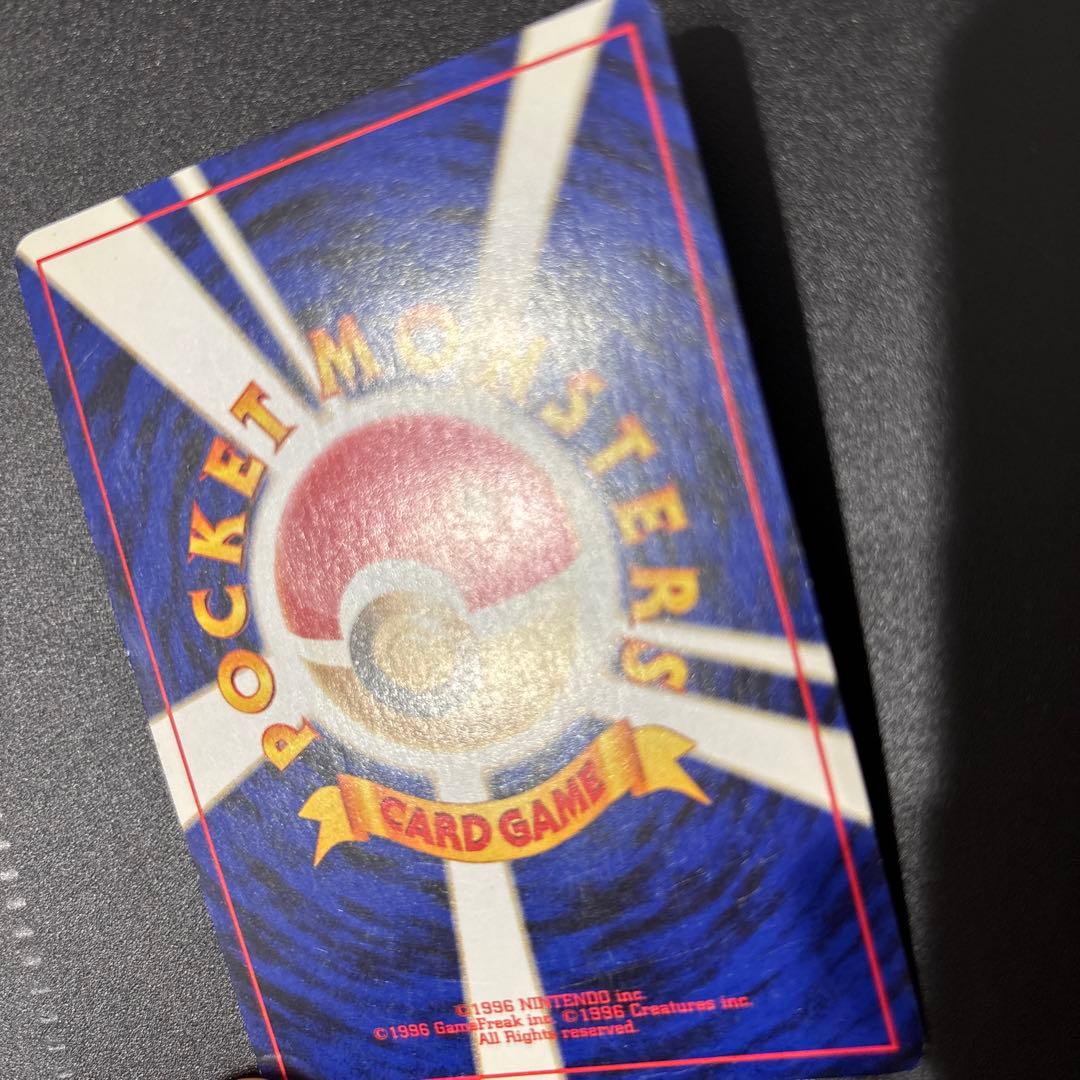 POCKET MONSTERS
CARD GAME
©1996 NINTENDO inc.
©1996 GameFreak inc. ©1996 Creatures inc.
All Rights reserved.